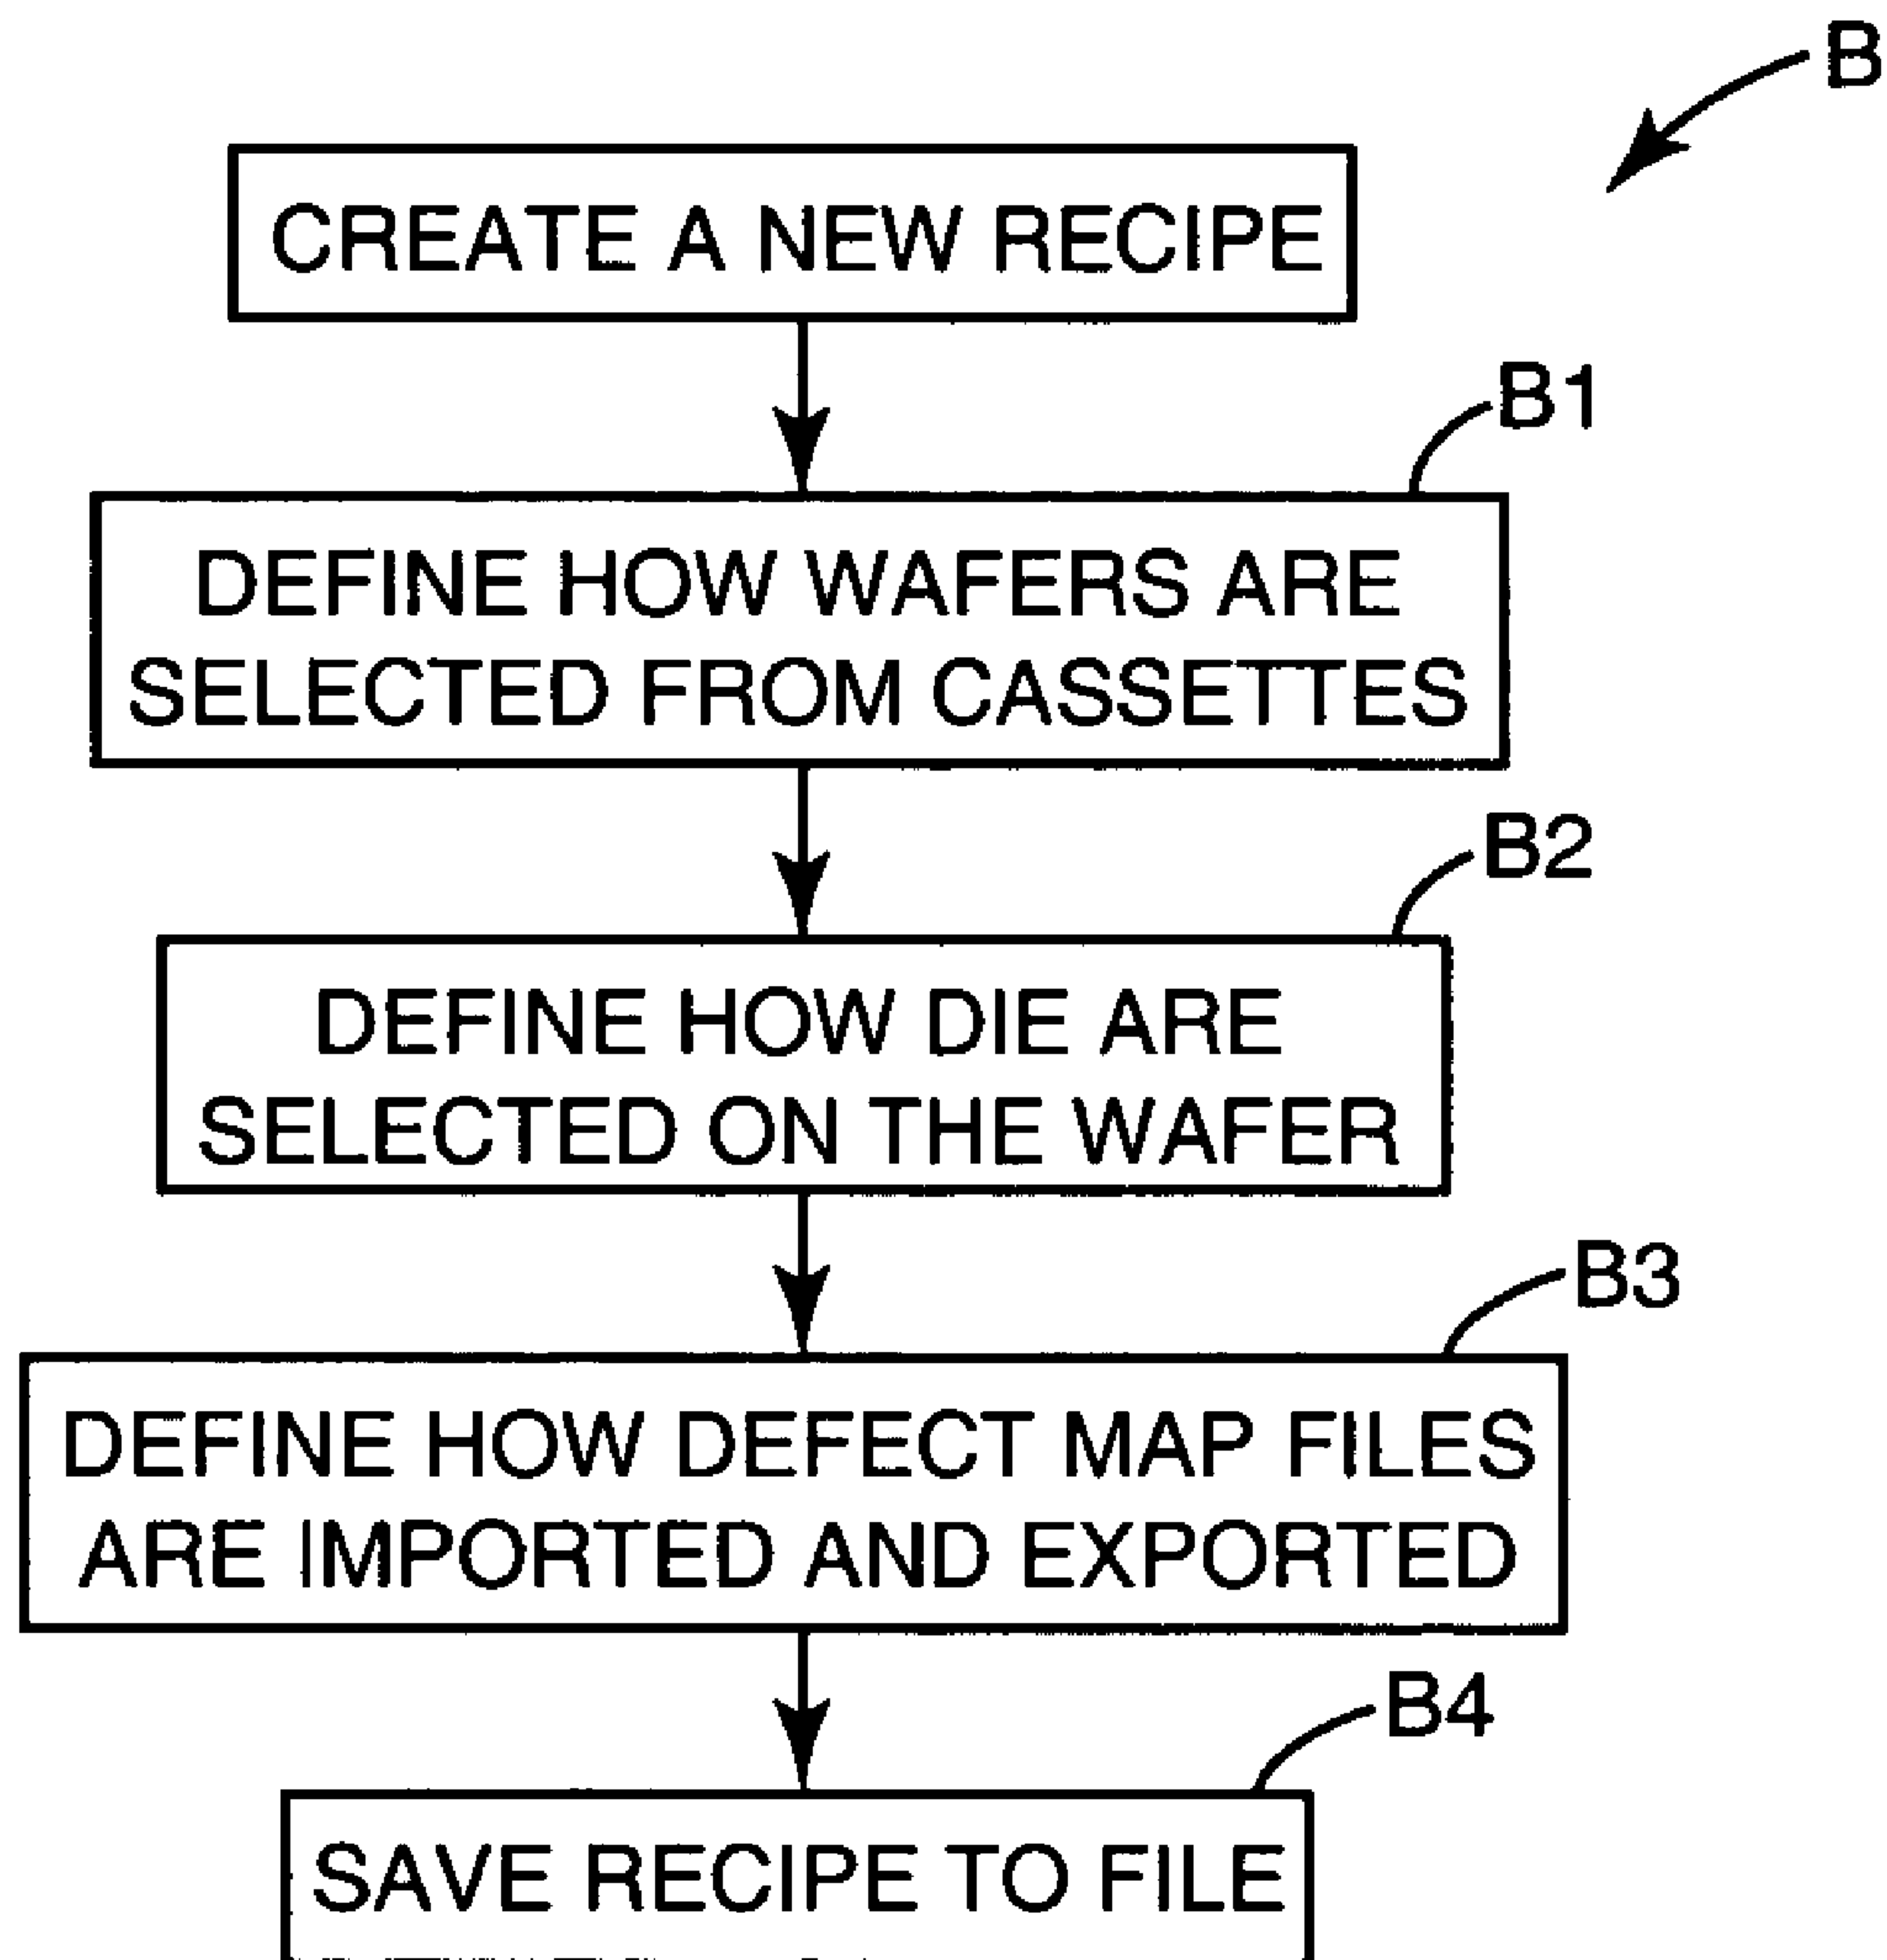 B
CREATE A NEW RECIPE
B1
DEFINE HOW WAFERS ARE
SELECTED FROM CASSETTES
B2
DEFINE HOW DIE ARE
SELECTED ON THE WAFER
B3
DEFINE HOW DEFECT MAP FILES
ARE IMPORTED AND EXPORTED
B4
SAVE RECIPE TO FILE